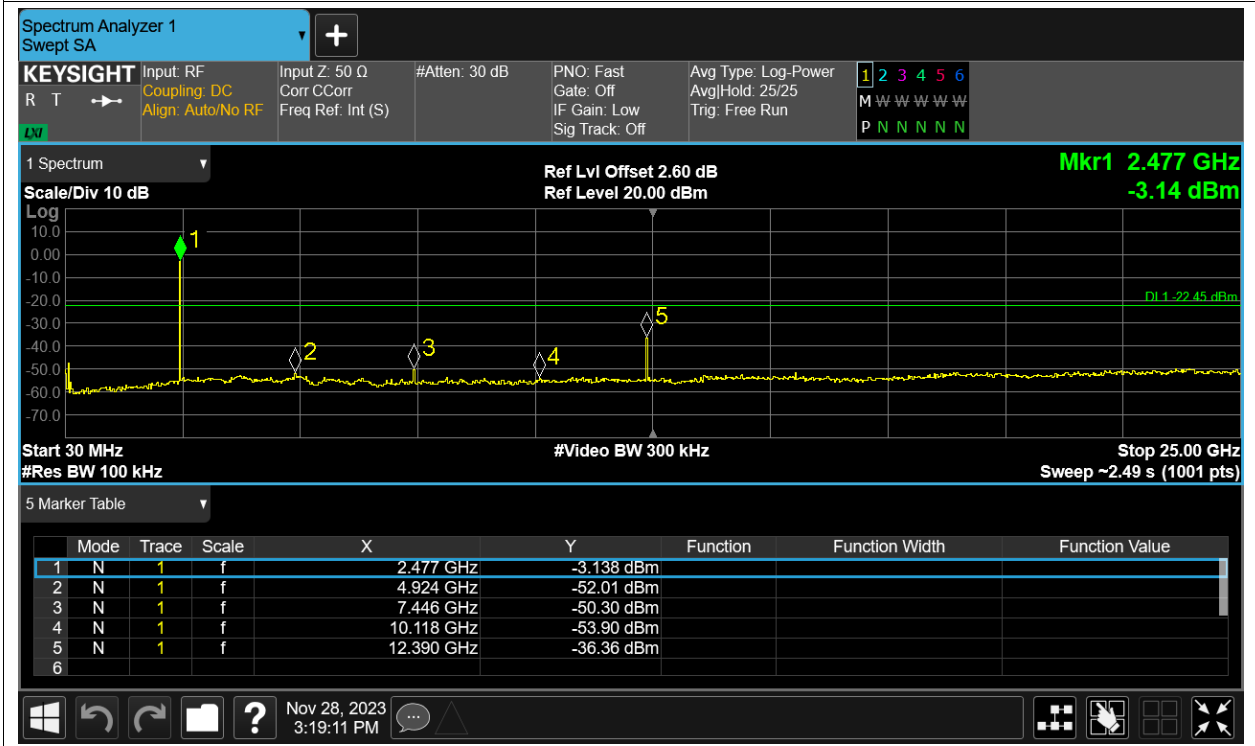 Spectrum Analyzer 1
Swept SA
+
KEYSIGHT
R T
LXI
Input: RF
Coupling: DC
Align: Auto/No RF
Input Z: 50 Ω
Corr CCorr
Freq Ref: Int (S)
#Atten: 30 dB
PNO: Fast
Gate: Off
IF Gain: Low
Sig Track: Off
Avg Type: Log-Power
Avg|Hold: 25/25
Trig: Free Run
1 2 3 4 5 6
M W W W W W
P N N N N N
1 Spectrum
Scale/Div 10 dB
Ref Lvl Offset 2.60 dB
Ref Level 20.00 dBm
Mkr1 2.477 GHz
-3.14 dBm
Log
10.0
0.00
-10.0
-20.0
-30.0
-40.0
-50.0
-60.0
-70.0
1
2
3
4
5
DL1 -22.45 dBm
Start 30 MHz
#Video BW 300 kHz
Stop 25.00 GHz
#Res BW 100 kHz
Sweep ~2.49 s (1001 pts)
5 Marker Table
Mode Trace Scale X Y Function Function Width Function Value
1 N 1 f 2.477 GHz -3.138 dBm
2 N 1 f 4.924 GHz -52.01 dBm
3 N 1 f 7.446 GHz -50.30 dBm
4 N 1 f 10.118 GHz -53.90 dBm
5 N 1 f 12.390 GHz -36.36 dBm
6
?
Nov 28, 2023
3:19:11 PM